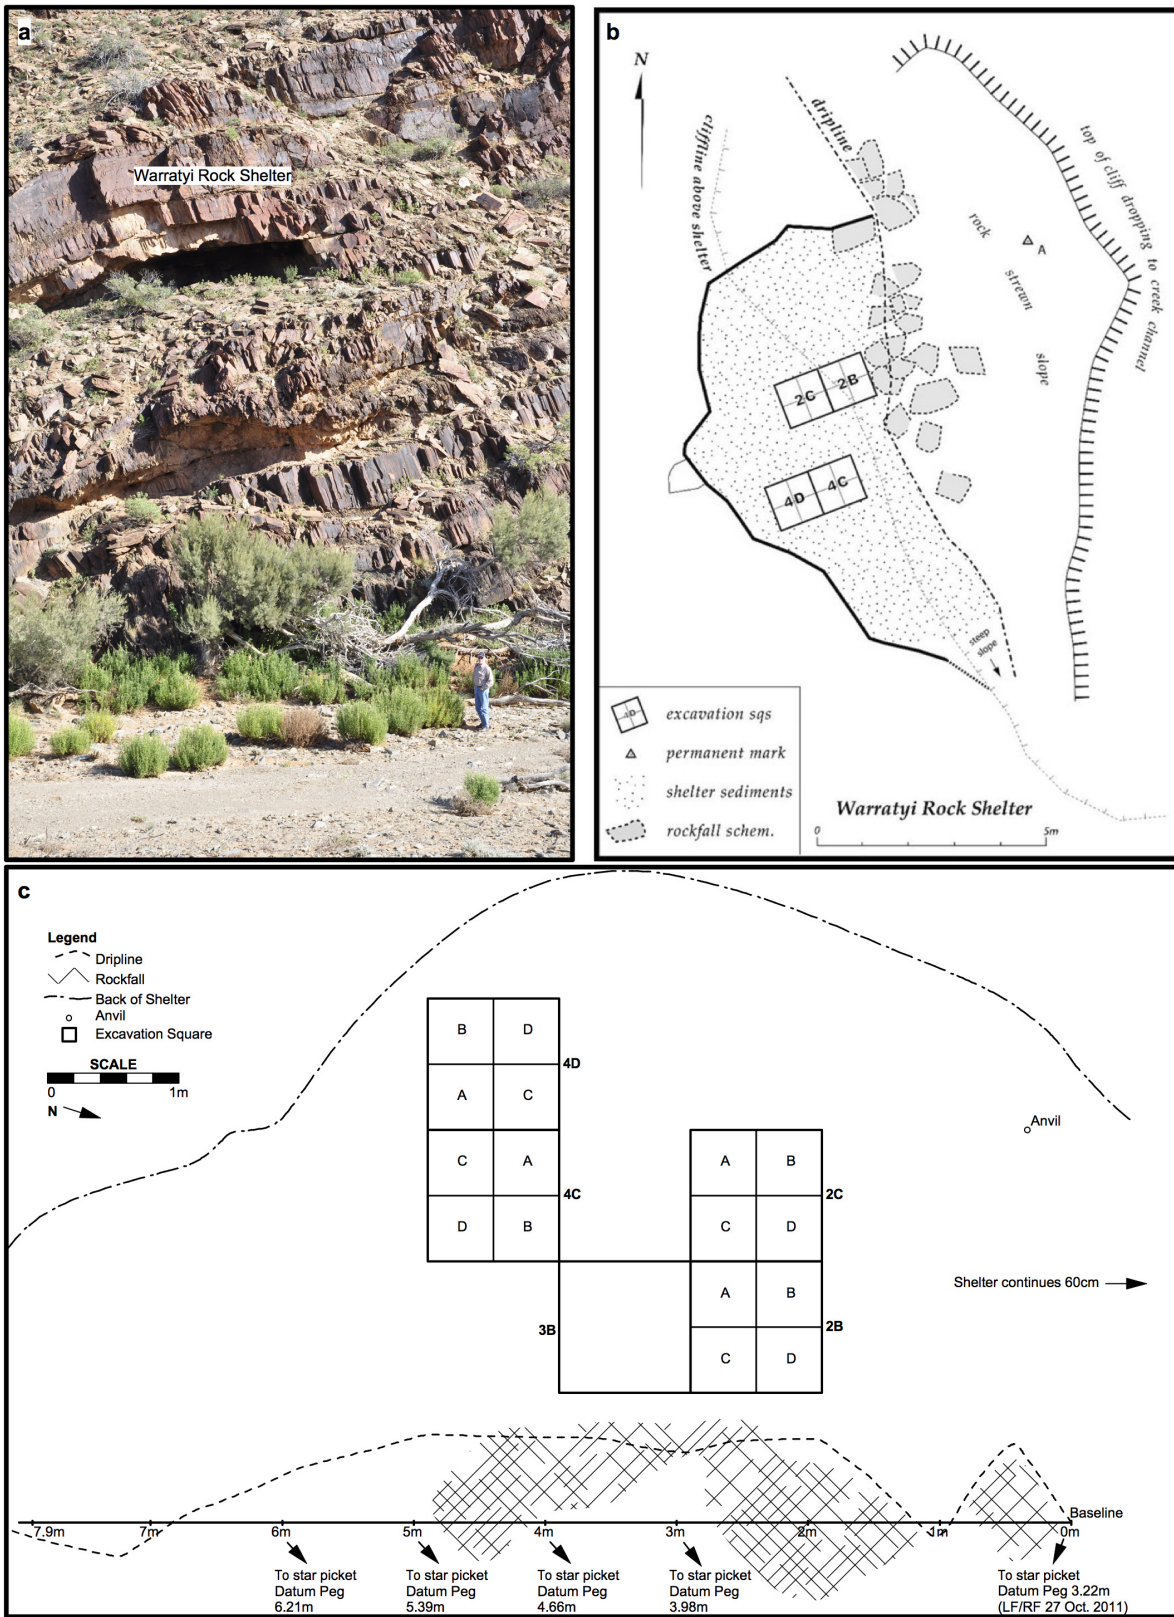 a
Warratyi Rock Shelter
b
N
dripline
cliffline above shelter
top of cliff dropping to creek channel
rock
strewn
slope
A
2C
2B
4D
4C
steep
slope
4D
excavation sqs
permanent mark
shelter sediments
rockfall schem.
Warratyi Rock Shelter
0 5m
c
Legend
Dripline
Rockfall
Back of Shelter
Anvil
Excavation Square
SCALE
0 1m
N
B D
4D
A C
C A
4C
D B
Anvil
A B
2C
C D
Shelter continues 60cm
A B
3B
2B
C D
Baseline
7.9m 7m 6m 5m 4m 3m 2m 1m 0m
To star picket
Datum Peg
6.21m
To star picket
Datum Peg
5.39m
To star picket
Datum Peg
4.66m
To star picket
Datum Peg
3.98m
To star picket
Datum Peg 3.22m
(LF/RF 27 Oct. 2011)